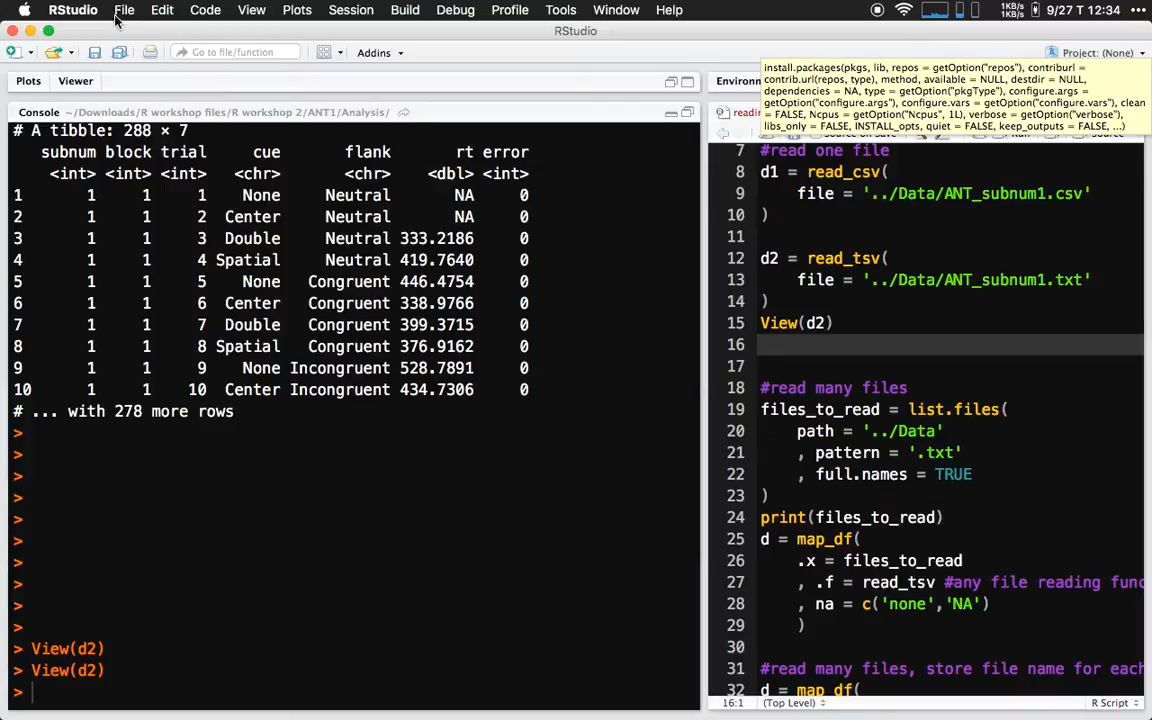 RStudio File Edit Code View Plots Session Build Debug Profile Tools Window Help 1KB/s 1KB/s 9/27 T 12:34
RStudio
Go to file/function Addins Project: (None)
Plots Viewer
Console ~/Downloads/R workshop files/R workshop 2/ANT1/Analysis/
# A tibble: 288 × 7
subnum block trial cue flank rt error
<int> <int> <int> <chr> <chr> <dbl> <int>
1 1 1 1 None Neutral NA 0
2 1 1 2 Center Neutral NA 0
3 1 1 3 Double Neutral 333.2186 0
4 1 1 4 Spatial Neutral 419.7640 0
5 1 1 5 None Congruent 446.4754 0
6 1 1 6 Center Congruent 338.9766 0
7 1 1 7 Double Congruent 399.3715 0
8 1 1 8 Spatial Congruent 376.9162 0
9 1 1 9 None Incongruent 528.7891 0
10 1 1 10 Center Incongruent 434.7306 0
# ... with 278 more rows
>
>
>
>
>
>
>
>
>
>
> View(d2)
> View(d2)
>
Environ
install.packages(pkgs, lib, repos = getOption("repos"), contriburl =
contrib.url(repos, type), method, available = NULL, destdir = NULL,
dependencies = NA, type = getOption("pkgType"), configure.args =
getOption("configure.args"), configure.vars = getOption("configure.vars"), clean
= FALSE, Ncpus = getOption("Ncpus", 1L), verbose = getOption("verbose"),
libs_only = FALSE, INSTALL_opts, quiet = FALSE, keep_outputs = FALSE, ...)
readin
7 #read one file
8 d1 = read_csv(
9 file = '../Data/ANT_subnum1.csv'
10 )
11
12 d2 = read_tsv(
13 file = '../Data/ANT_subnum1.txt'
14 )
15 View(d2)
16
17
18 #read many files
19 files_to_read = list.files(
20 path = '../Data'
21 , pattern = '.txt'
22 , full.names = TRUE
23 )
24 print(files_to_read)
25 d = map_df(
26 .x = files_to_read
27 , .f = read_tsv #any file reading func
28 , na = c('none','NA')
29 )
30
31 #read many files, store file name for each
32 d = map_df(
16:1 (Top Level) R Script